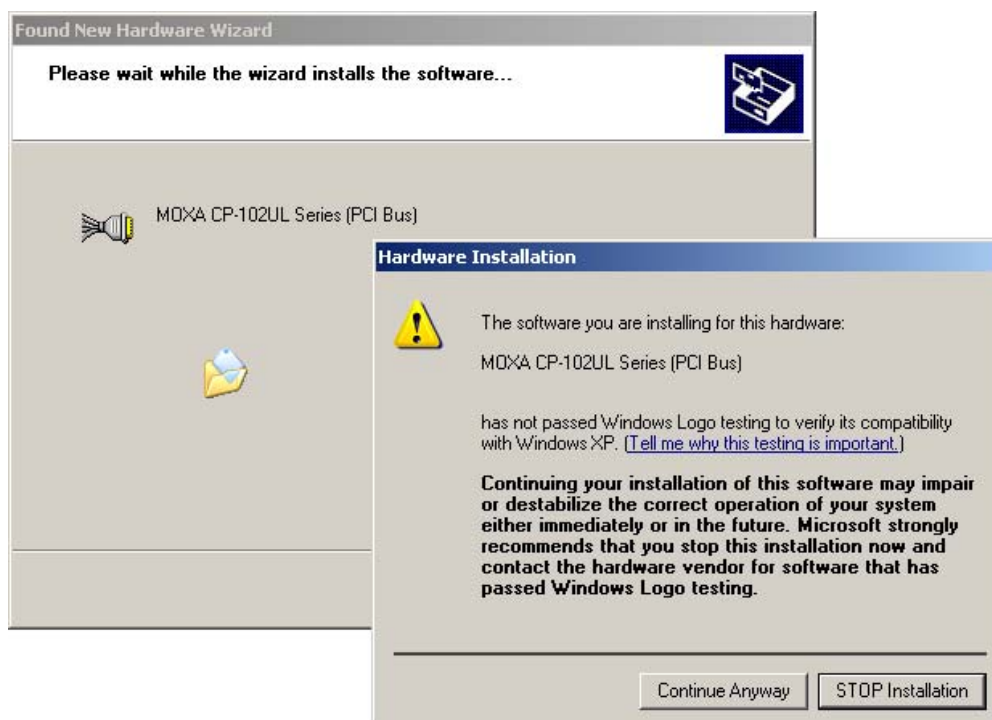 Found New Hardware Wizard
Please wait while the wizard installs the software...
MOXA CP-102UL Series (PCI Bus)
Hardware Installation
The software you are installing for this hardware:
MOXA CP-102UL Series (PCI Bus)
has not passed Windows Logo testing to verify its compatibility
with Windows XP. (Tell me why this testing is important.)
Continuing your installation of this software may impair
or destabilize the correct operation of your system
either immediately or in the future. Microsoft strongly
recommends that you stop this installation now and
contact the hardware vendor for software that has
passed Windows Logo testing.
Continue Anyway
STOP Installation